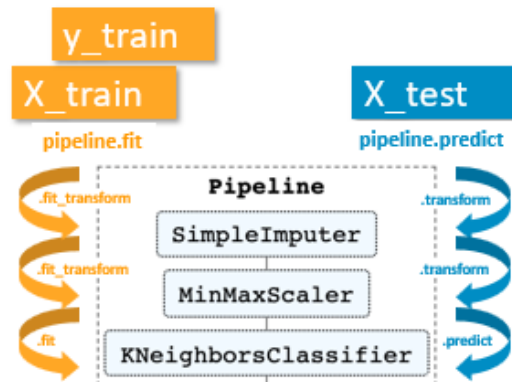 y_train
X_train
X_test
pipeline.fit
pipeline.predict
Pipeline
.fit_transform
.transform
SimpleImputer
.fit_transform
.transform
MinMaxScaler
.fit
.predict
KNeighborsClassifier